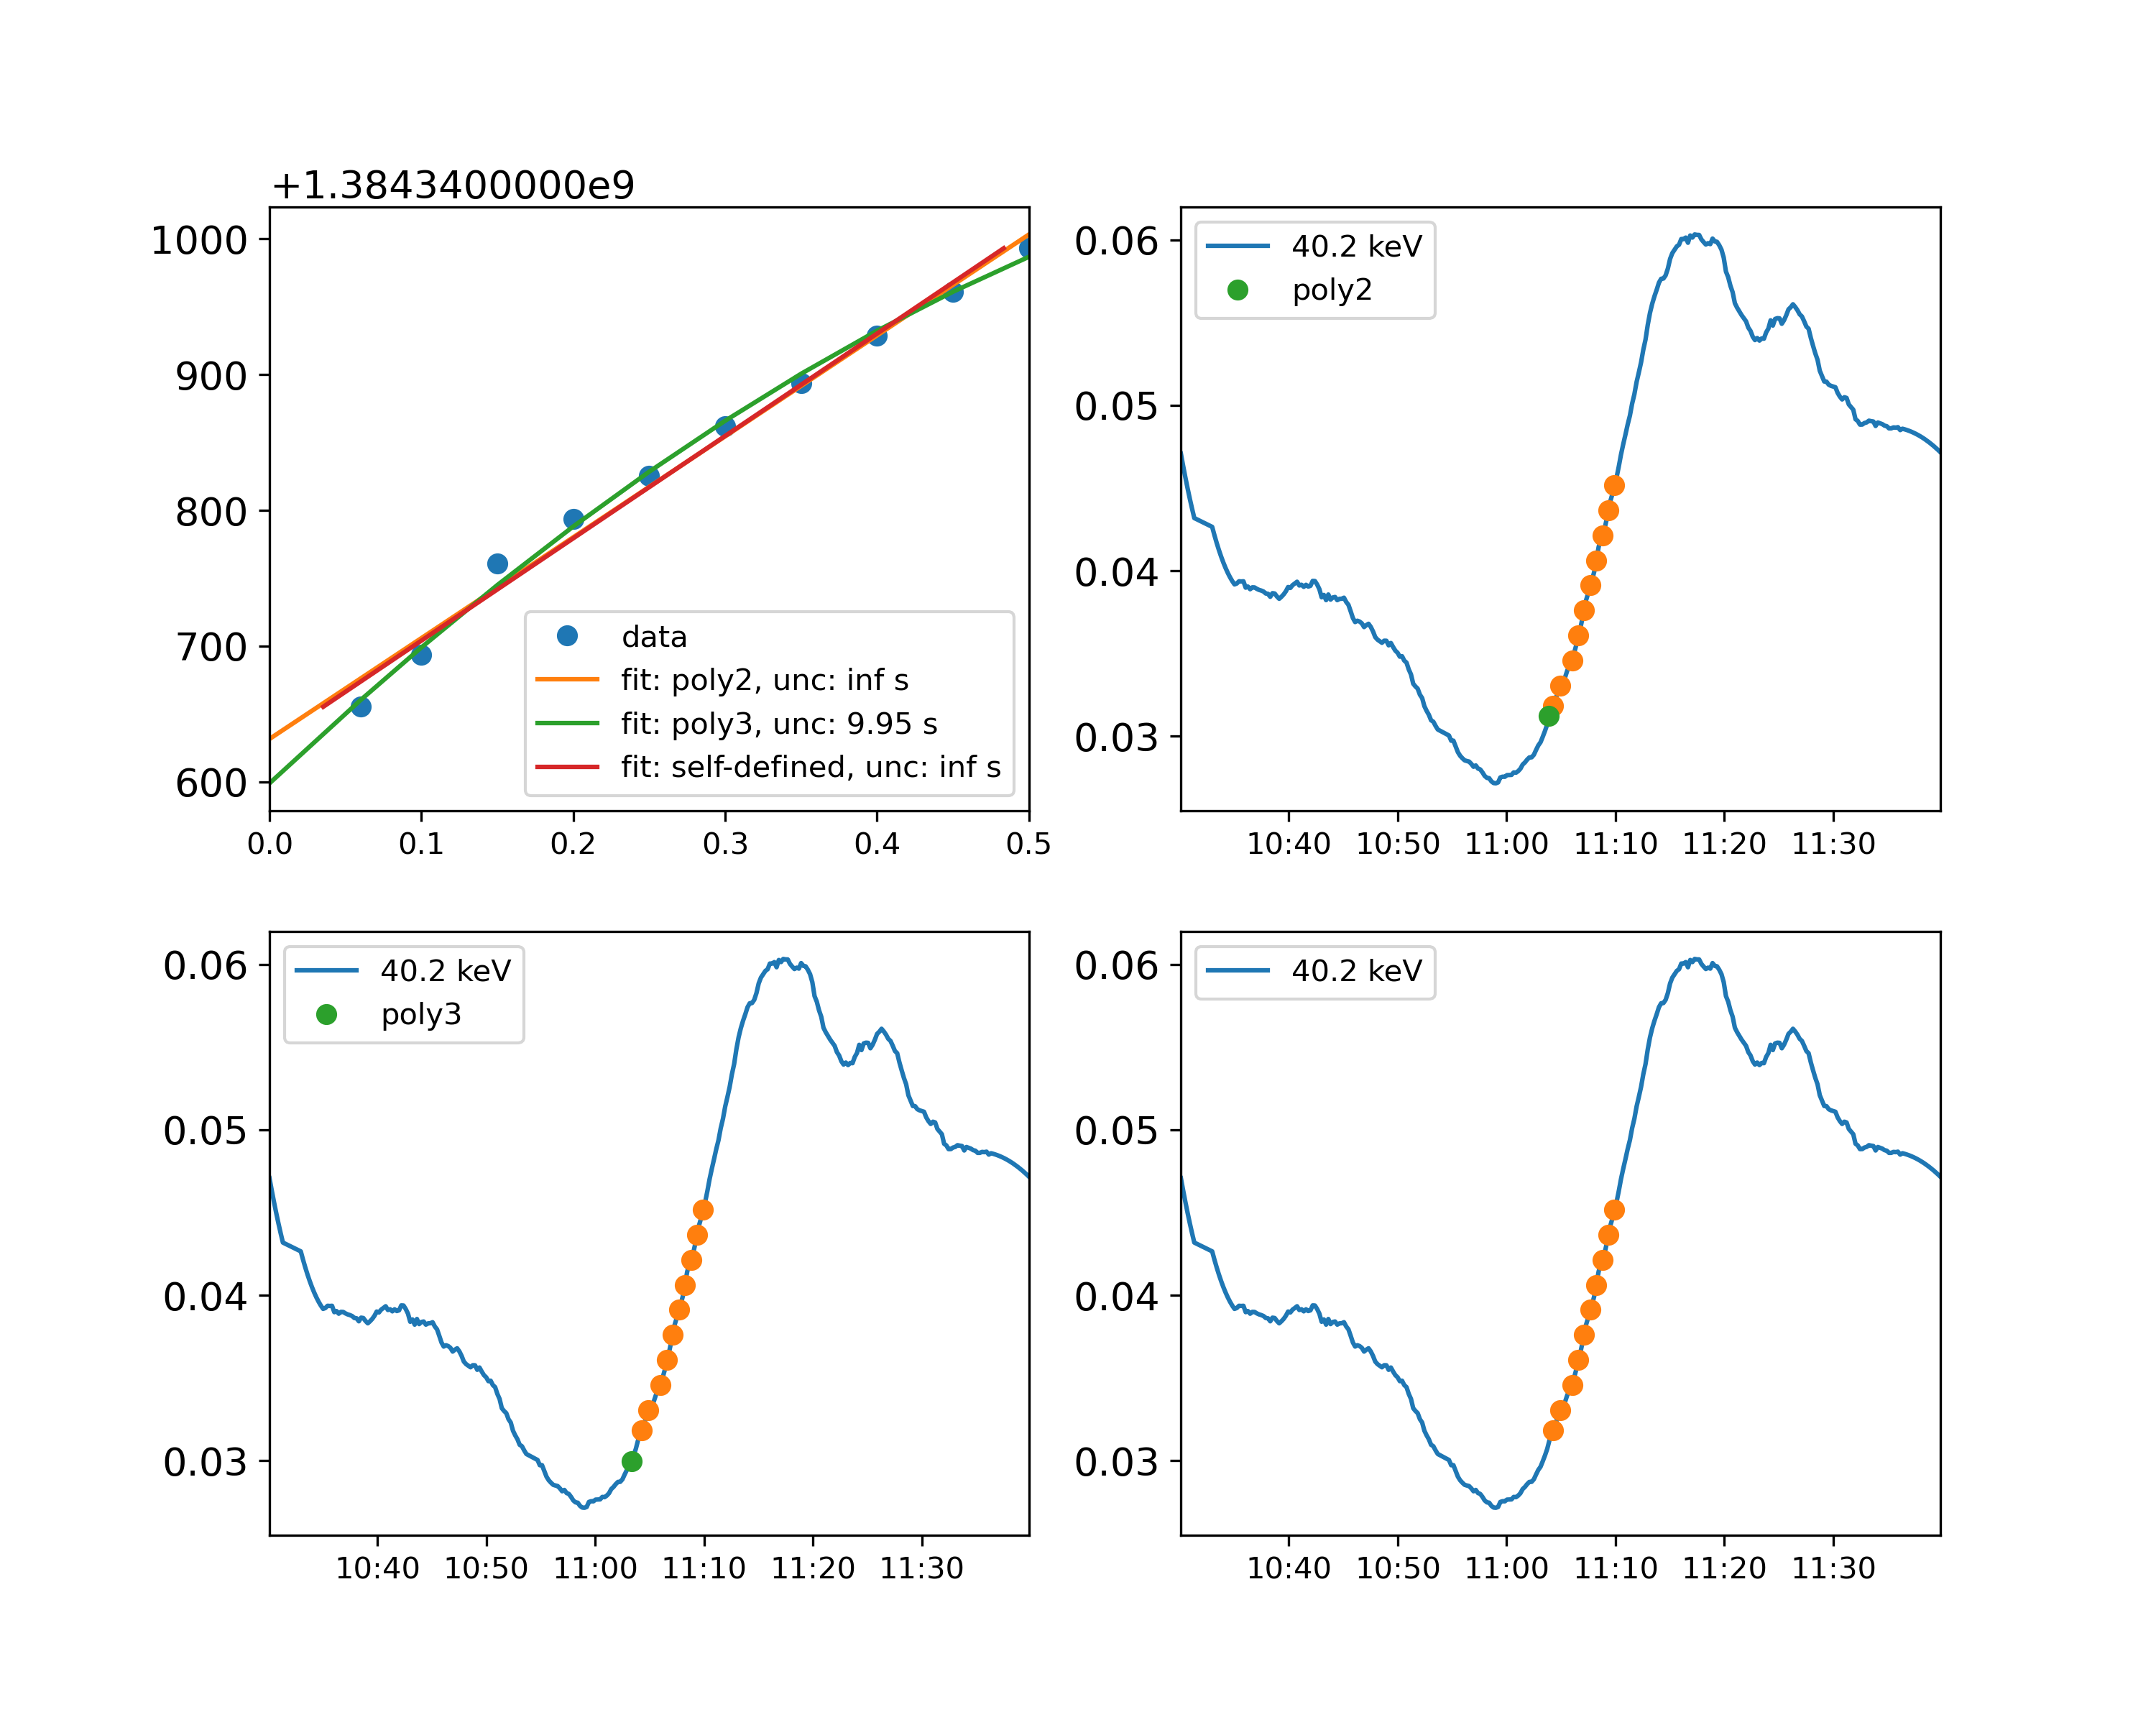 +1.3843400000e9
1000
900
800
700
600
data
fit: poly2, unc: inf s
fit: poly3, unc: 9.95 s
fit: self-defined, unc: inf s
0.0 0.1 0.2 0.3 0.4 0.5
40.2 keV
poly2
0.06
0.05
0.04
0.03
10:40 10:50 11:00 11:10 11:20 11:30
40.2 keV
poly3
0.06
0.05
0.04
0.03
10:40 10:50 11:00 11:10 11:20 11:30
40.2 keV
0.06
0.05
0.04
0.03
10:40 10:50 11:00 11:10 11:20 11:30